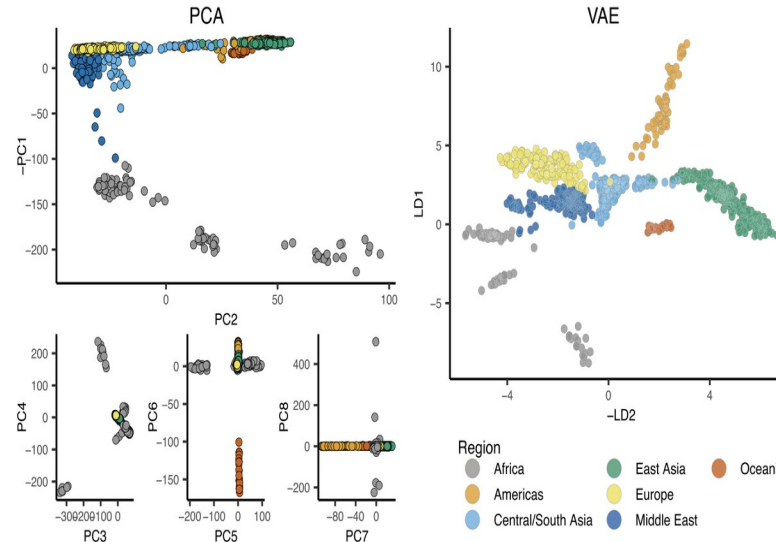 PCA
0
−50
−100
−150
−200
−PC1
0 50 100
PC2
VAE
10
5
0
−5
LD1
−4 0 4
−LD2
200
100
0
−100
−200
PC4
−300 −200 −100 0
PC3
0
−50
−100
−150
PC6
−200 −100 0 100
PC5
400
200
0
−200
PC8
−80 −40 0
PC7
Region
Africa East Asia Ocean
Americas Europe
Central/South Asia Middle East